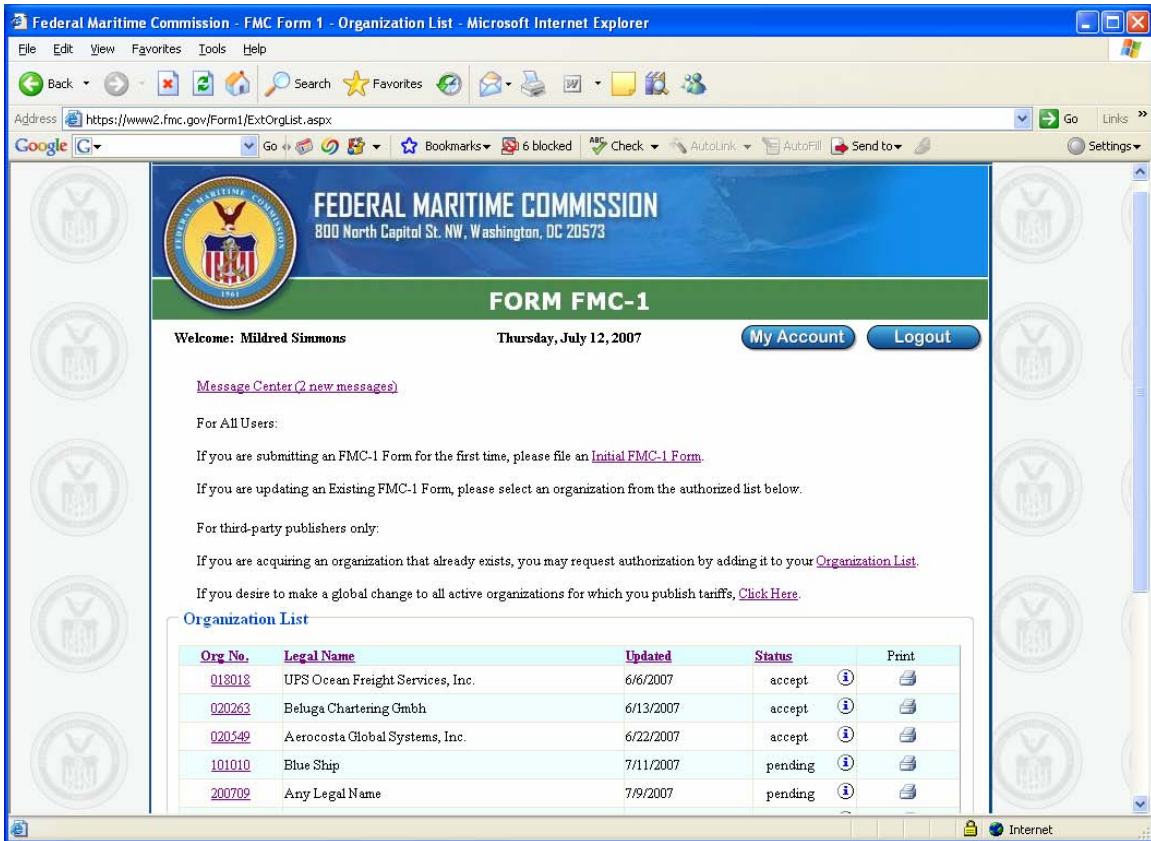 Federal Maritime Commission - FMC Form 1 - Organization List - Microsoft Internet Explorer
File Edit View Favorites Tools Help
Back Search Favorites
Address https://www2.fmc.gov/Form1/ExtOrgList.aspx Go Links »
Google G Go Bookmarks 6 blocked ABC Check AutoLink AutoFill Send to Settings
MARITIME
1961
FEDERAL MARITIME COMMISSION
800 North Capitol St. NW, Washington, DC 20573
FORM FMC-1
Welcome: Mildred Simmons Thursday, July 12, 2007 My Account Logout
Message Center (2 new messages)
For All Users:
If you are submitting an FMC-1 Form for the first time, please file an Initial FMC-1 Form.
If you are updating an Existing FMC-1 Form, please select an organization from the authorized list below.
For third-party publishers only:
If you are acquiring an organization that already exists, you may request authorization by adding it to your Organization List.
If you desire to make a global change to all active organizations for which you publish tariffs, Click Here.
Organization List
Org No. Legal Name Updated Status Print
018018 UPS Ocean Freight Services, Inc. 6/6/2007 accept i
020263 Beluga Chartering Gmbh 6/13/2007 accept i
020549 Aerocosta Global Systems, Inc. 6/22/2007 accept i
101010 Blue Ship 7/11/2007 pending i
200709 Any Legal Name 7/9/2007 pending i
Internet